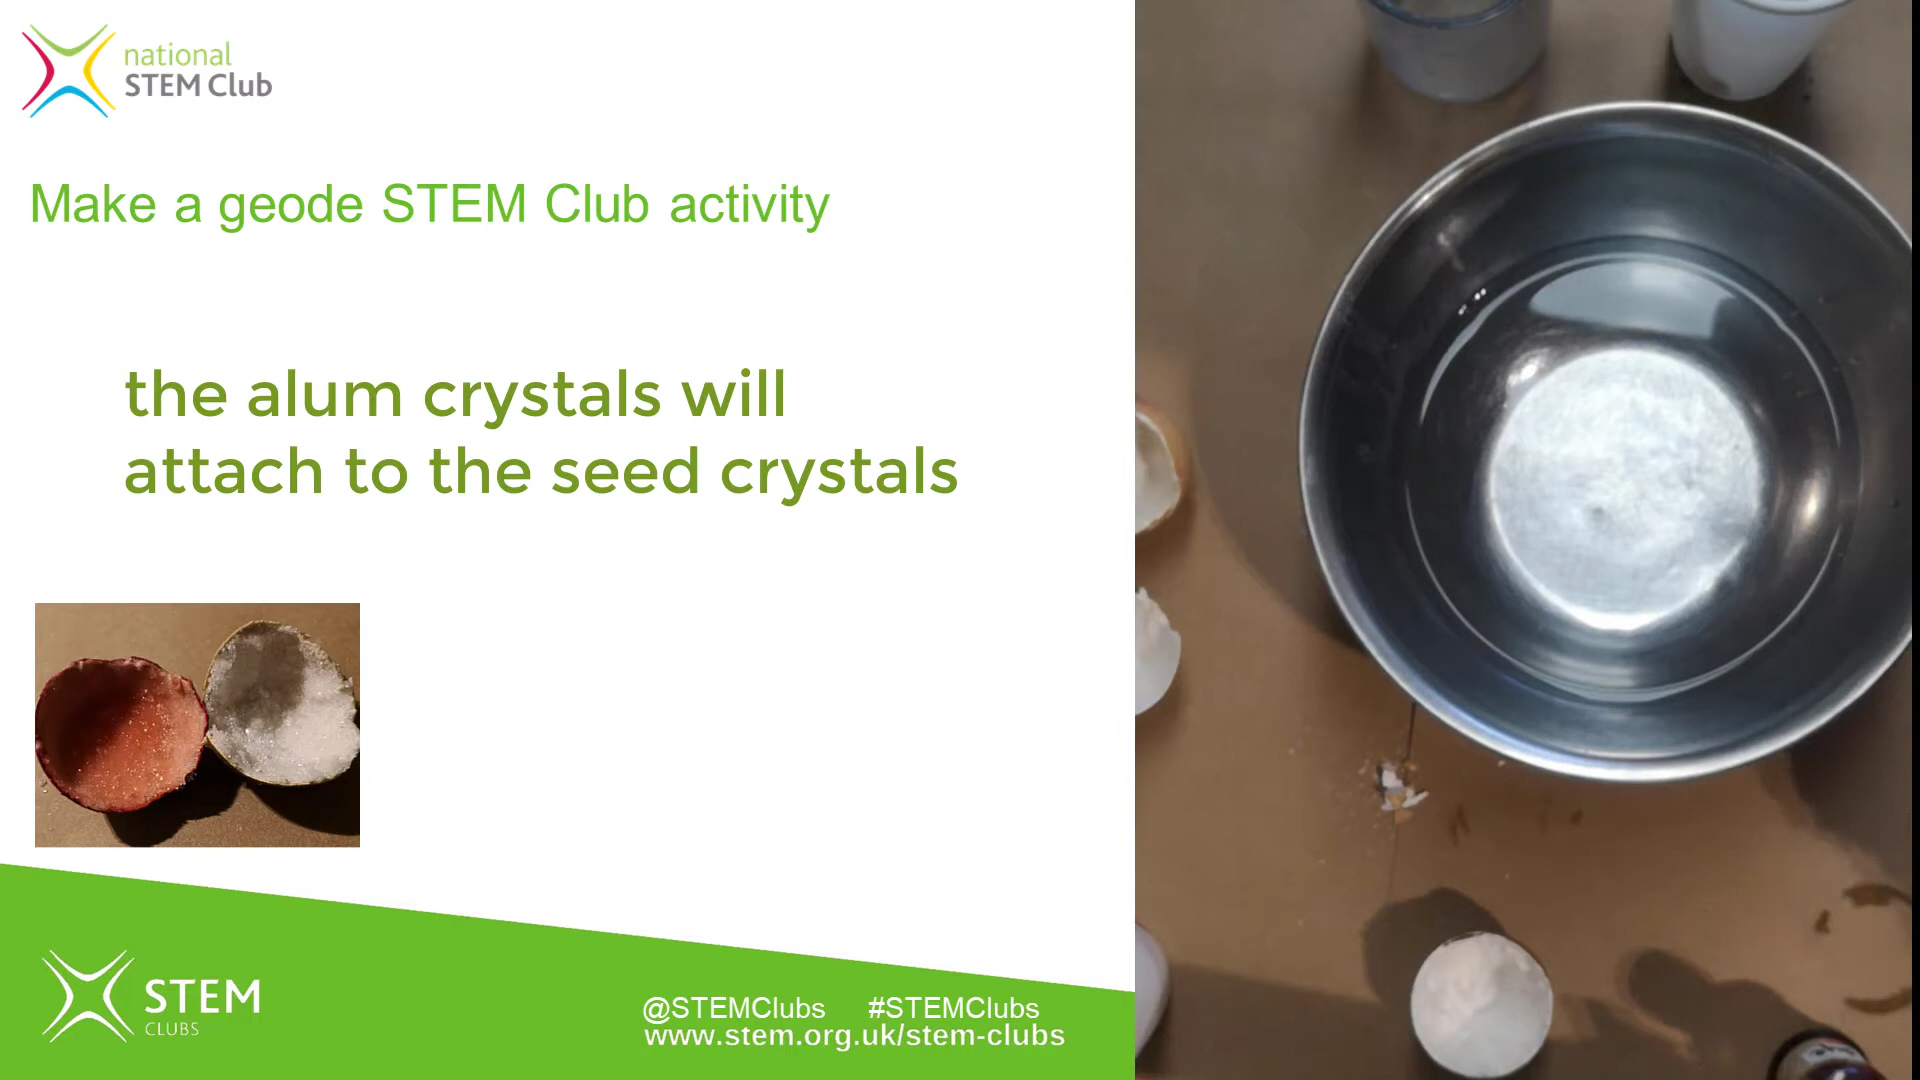 national
STEM Club
Make a geode STEM Club activity
the alum crystals will
attach to the seed crystals
STEM
CLUBS
@STEMClubs #STEMClubs
www.stem.org.uk/stem-clubs